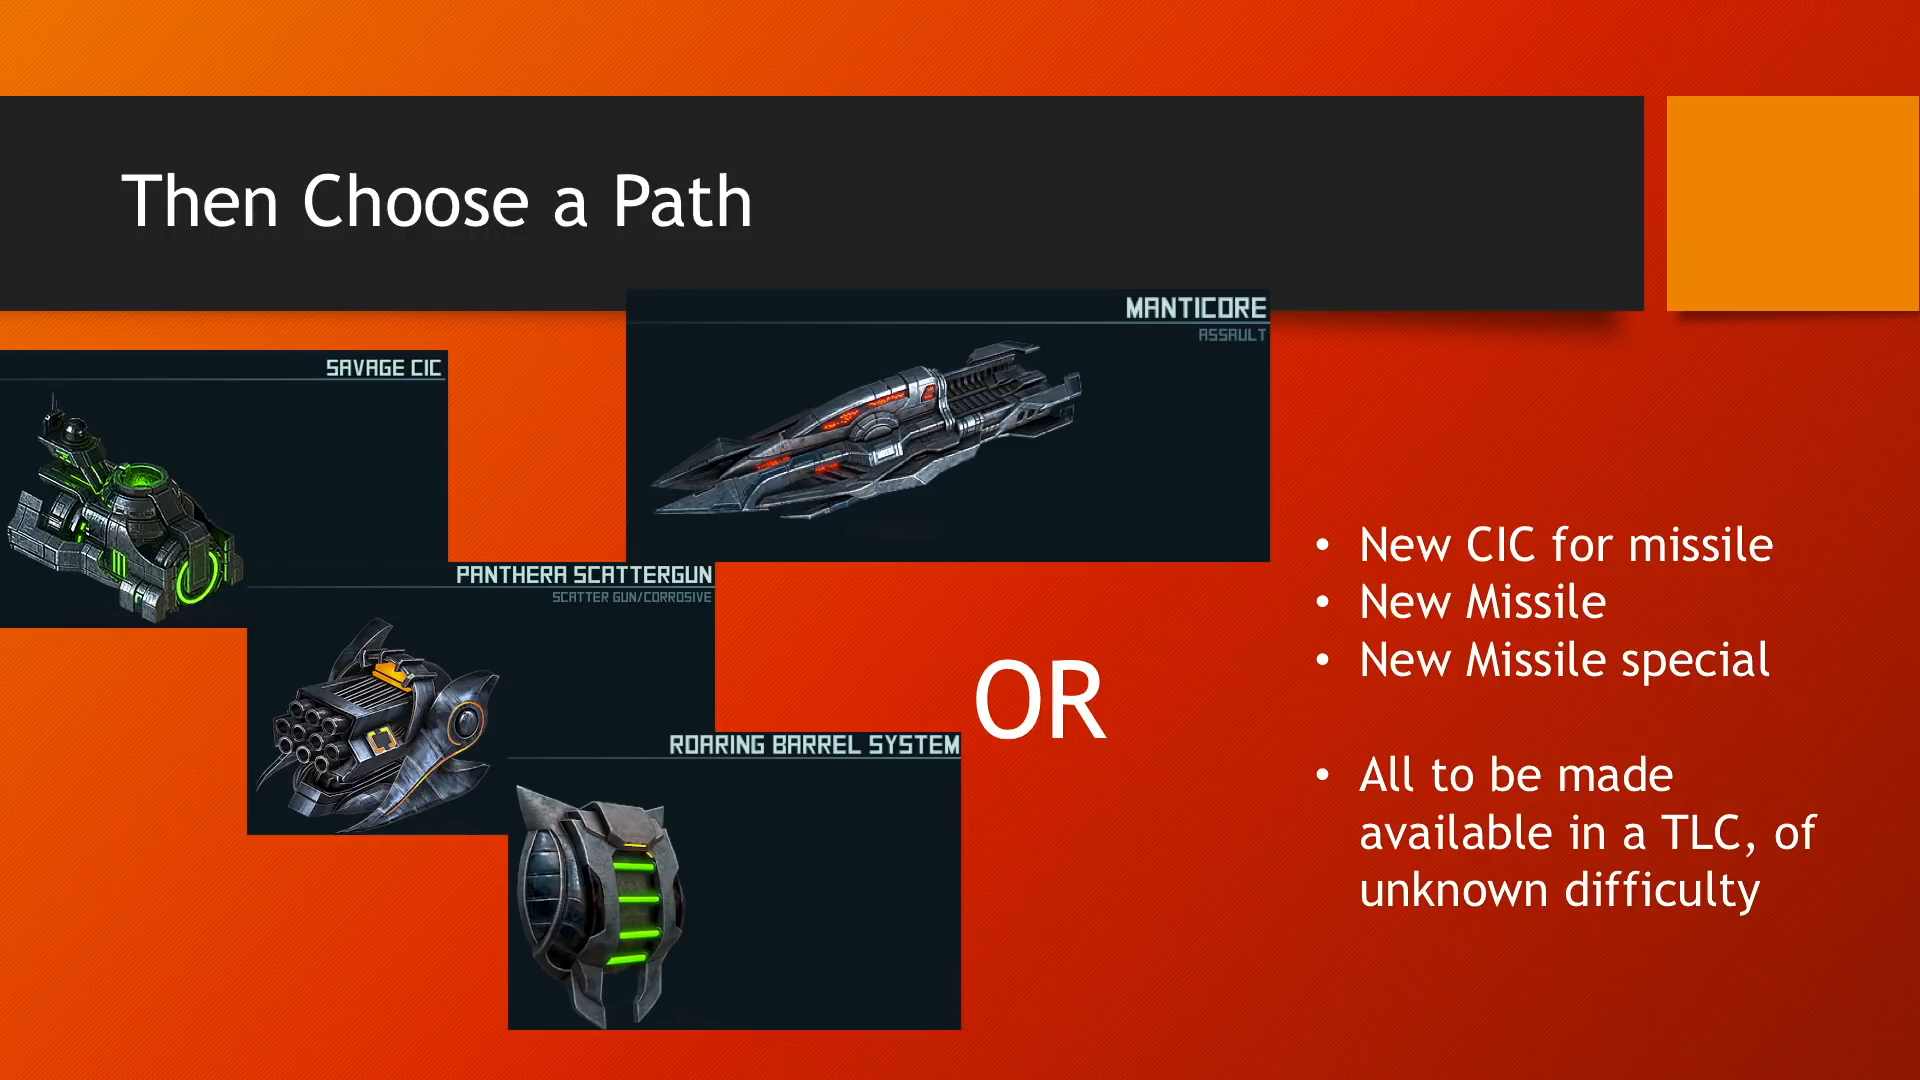 Then Choose a Path
MANTICORE
ASSAULT
SAVAGE CIC
PANTHERA SCATTERGUN
SCATTER GUN/CORROSIVE
ROARING BARREL SYSTEM
OR
• New CIC for missile
• New Missile
• New Missile special
• All to be made
available in a TLC, of
unknown difficulty